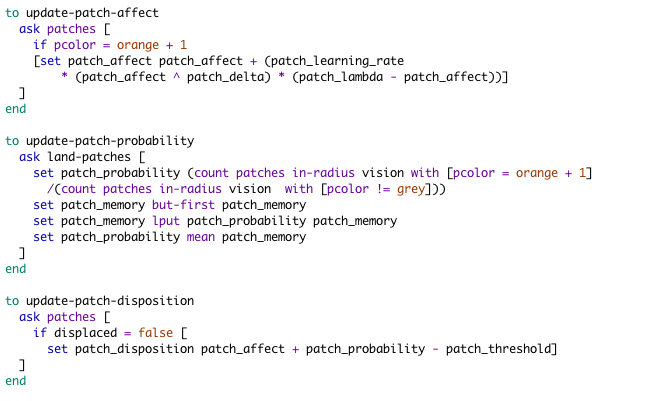 to update-patch-affect
  ask patches [
    if pcolor = orange + 1
    [set patch_affect patch_affect + (patch_learning_rate
        * (patch_affect ^ patch_delta) * (patch_lambda - patch_affect))]
  ]
end

to update-patch-probability
  ask land-patches [
    set patch_probability (count patches in-radius vision with [pcolor = orange + 1]
      /(count patches in-radius vision  with [pcolor != grey]))
    set patch_memory but-first patch_memory
    set patch_memory lput patch_probability patch_memory
    set patch_probability mean patch_memory
  ]
end

to update-patch-disposition
  ask patches [
    if displaced = false [
      set patch_disposition patch_affect + patch_probability - patch_threshold]
  ]
end